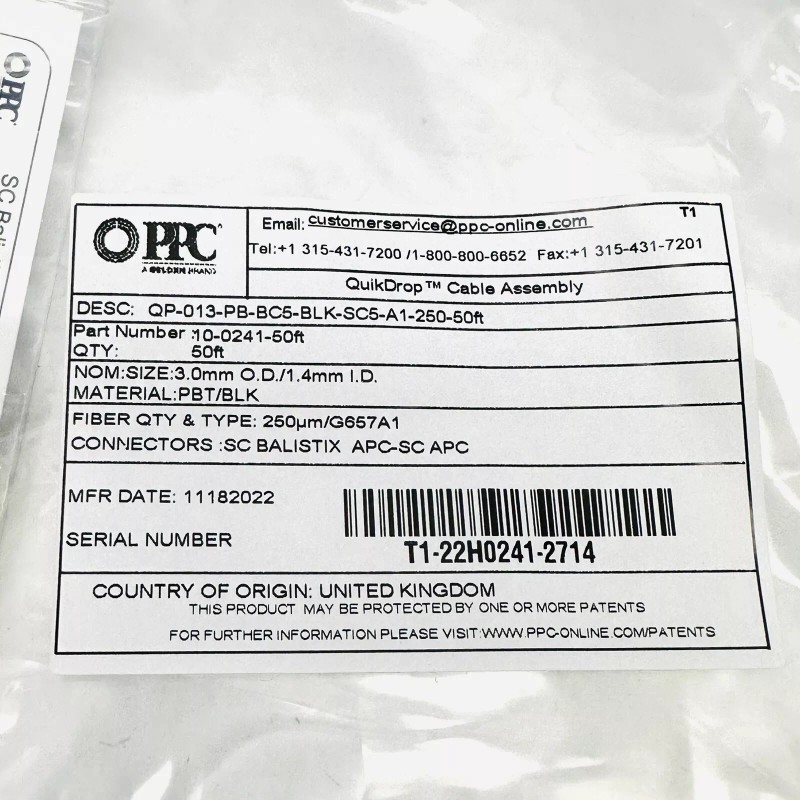 PPC
SC Bali
PPC
A BELDEN BRAND
Email: customerservice@ppc-online.com
T1
Tel:+1 315-431-7200 /1-800-800-6652 Fax:+1 315-431-7201
QuikDrop™ Cable Assembly
DESC: QP-013-PB-BC5-BLK-SC5-A1-250-50ft
Part Number :10-0241-50ft
QTY: 50ft
NOM:SIZE:3.0mm O.D./1.4mm I.D.
MATERIAL:PBT/BLK
FIBER QTY & TYPE: 250µm/G657A1
CONNECTORS :SC BALISTIX APC-SC APC
MFR DATE: 11182022
SERIAL NUMBER
T1-22H0241-2714
COUNTRY OF ORIGIN: UNITED KINGDOM
THIS PRODUCT MAY BE PROTECTED BY ONE OR MORE PATENTS
FOR FURTHER INFORMATION PLEASE VISIT:WWW.PPC-ONLINE.COM/PATENTS